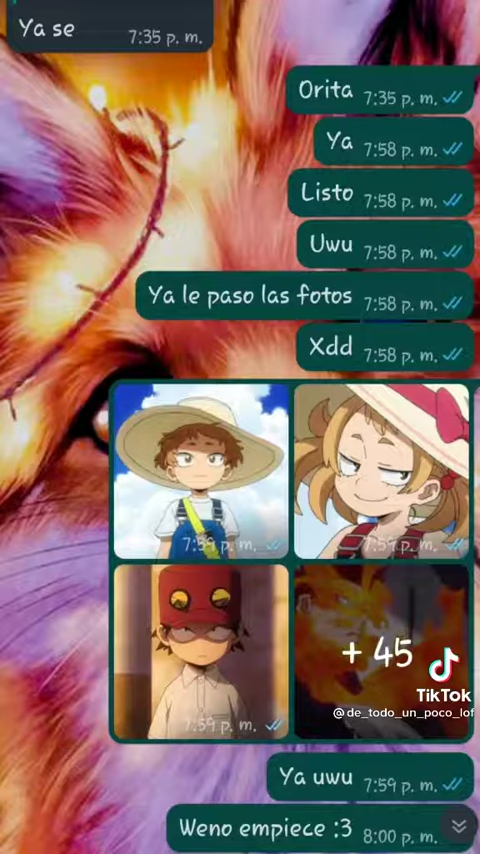 Ya se 7:35 p. m.
Orita 7:35 p. m.
Ya 7:58 p. m.
Listo 7:58 p. m.
Uwu 7:58 p. m.
Ya le paso las fotos 7:58 p. m.
Xdd 7:58 p. m.
7:59 p. m. 7:59 p. m.
+ 45
TikTok
@de_todo_un_poco_lof
7:59 p. m.
Ya uwu 7:59 p. m.
Weno empiece :3 8:00 p. m.